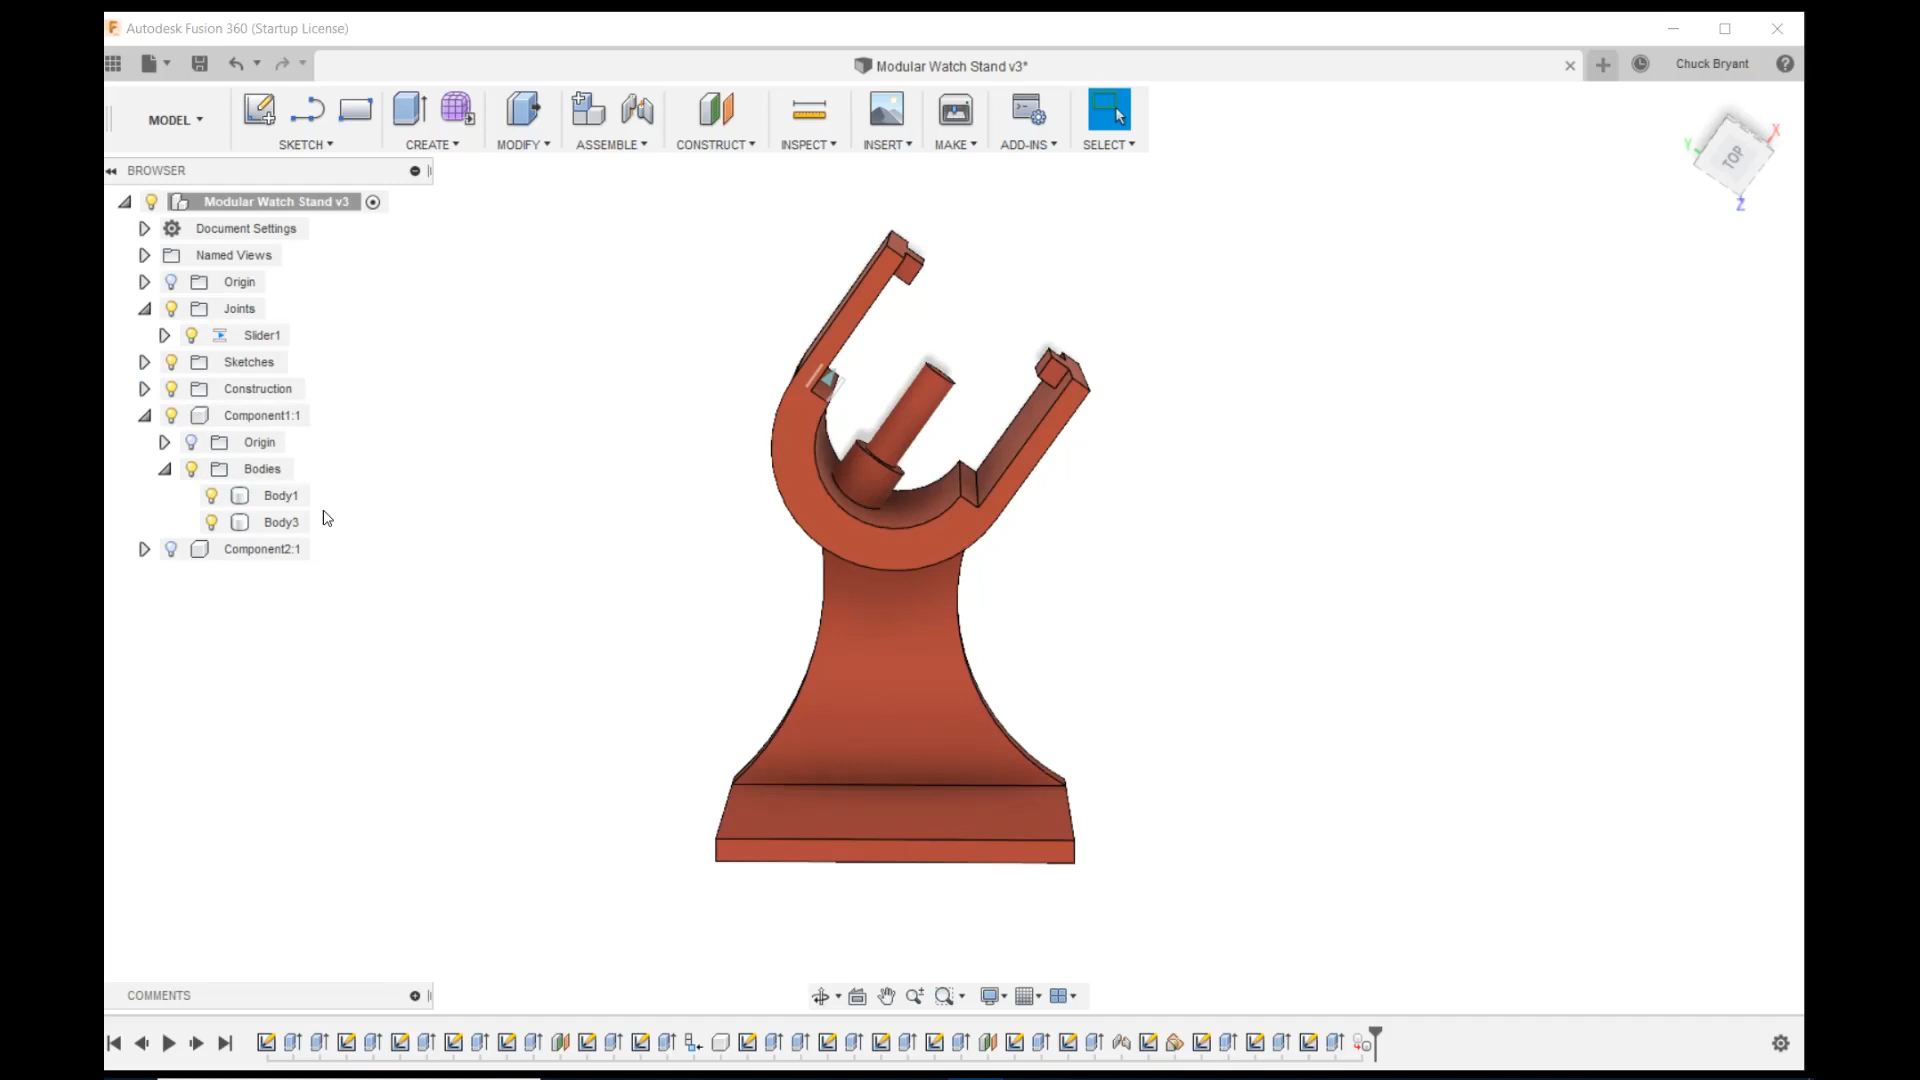 Autodesk Fusion 360 (Startup License)
Modular Watch Stand v3*
Chuck Bryant
MODEL
SKETCH
CREATE
MODIFY
ASSEMBLE
CONSTRUCT
INSPECT
INSERT
MAKE
ADD-INS
SELECT
BROWSER
Modular Watch Stand v3
Document Settings
Named Views
Origin
Joints
Slider1
Sketches
Construction
Component1:1
Origin
Bodies
Body1
Body3
Component2:1
X
Y
TOP
Z
COMMENTS